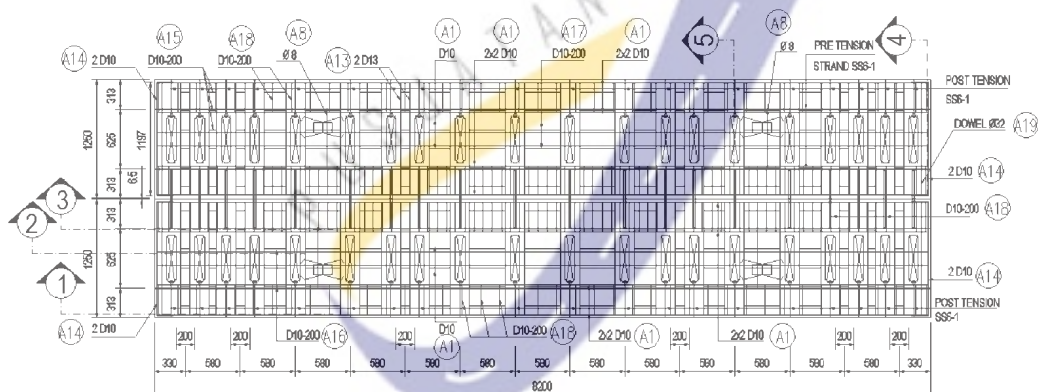 A15 A18 A8 A1 A1 A17 A1 A8
5 4
A14 2 D10 D10-200 D10-200 Ø 8 A13 2 D13 D10 2x2 D10 D10-200 2x2 D10 Ø 8 PRE TENSION
STRAND SS6-1
POST TENSION
SS6-1
DOWEL Ø32 A19
2 D10 A14
D10-200 A18
2 D10 A14
POST TENSION
SS6-1
313
1250 625 1197
313 6.5
313
1250 625
313
3
2
1
PUSJATAN
A14 2 D10 D10-200 A16 D10 A1 D10-200 A18 2x2 D10 A1 2x2 D10 A1
200 200 200 200 200 200
330 580 580 580 580 580 580 580 580 580 580 580 580 330
8200